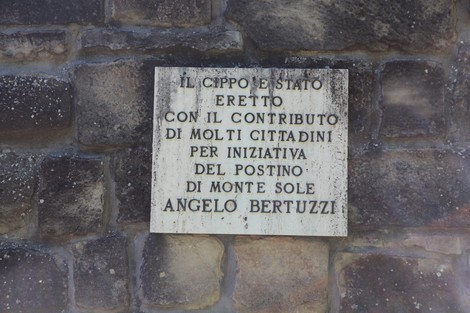 IL CIPPO E' STATO
ERETTO
CON IL CONTRIBUTO
DI MOLTI CITTADINI
PER INIZIATIVA
DEL POSTINO
DI MONTE SOLE
ANGELO BERTUZZI